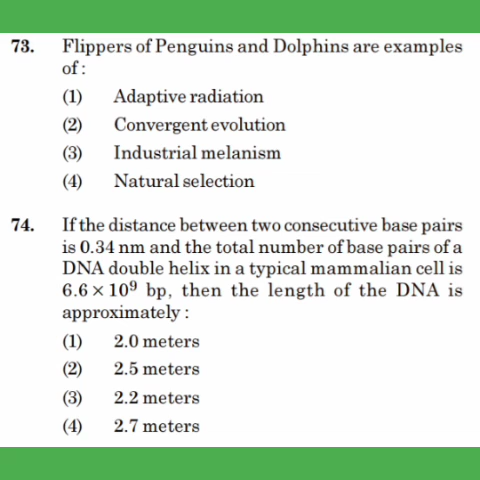 73. Flippers of Penguins and Dolphins are examples
of :
(1) Adaptive radiation
(2) Convergent evolution
(3) Industrial melanism
(4) Natural selection
74. If the distance between two consecutive base pairs
is 0.34 nm and the total number of base pairs of a
DNA double helix in a typical mammalian cell is
6.6 × 10⁹ bp, then the length of the DNA is
approximately :
(1) 2.0 meters
(2) 2.5 meters
(3) 2.2 meters
(4) 2.7 meters